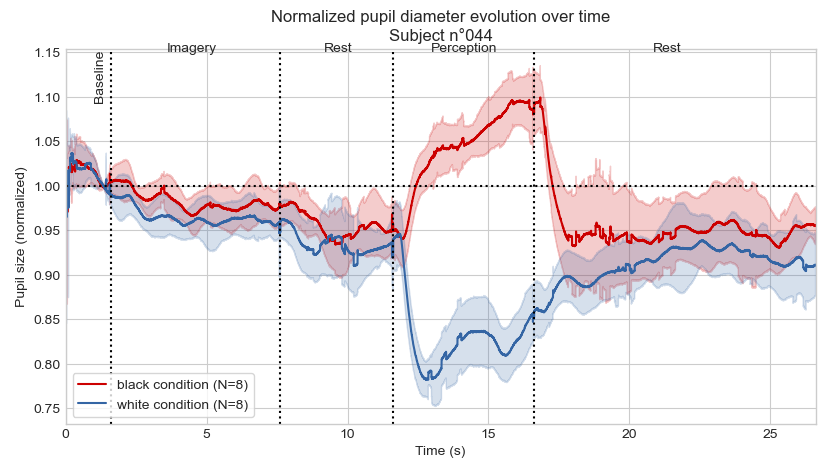 Normalized pupil diameter evolution over time
Subject n°044
Imagery
Rest
Perception
Rest
Baseline
1.15
1.10
1.05
1.00
0.95
0.90
0.85
0.80
0.75
Pupil size (normalized)
black condition (N=8)
white condition (N=8)
0
5
10
15
20
25
Time (s)